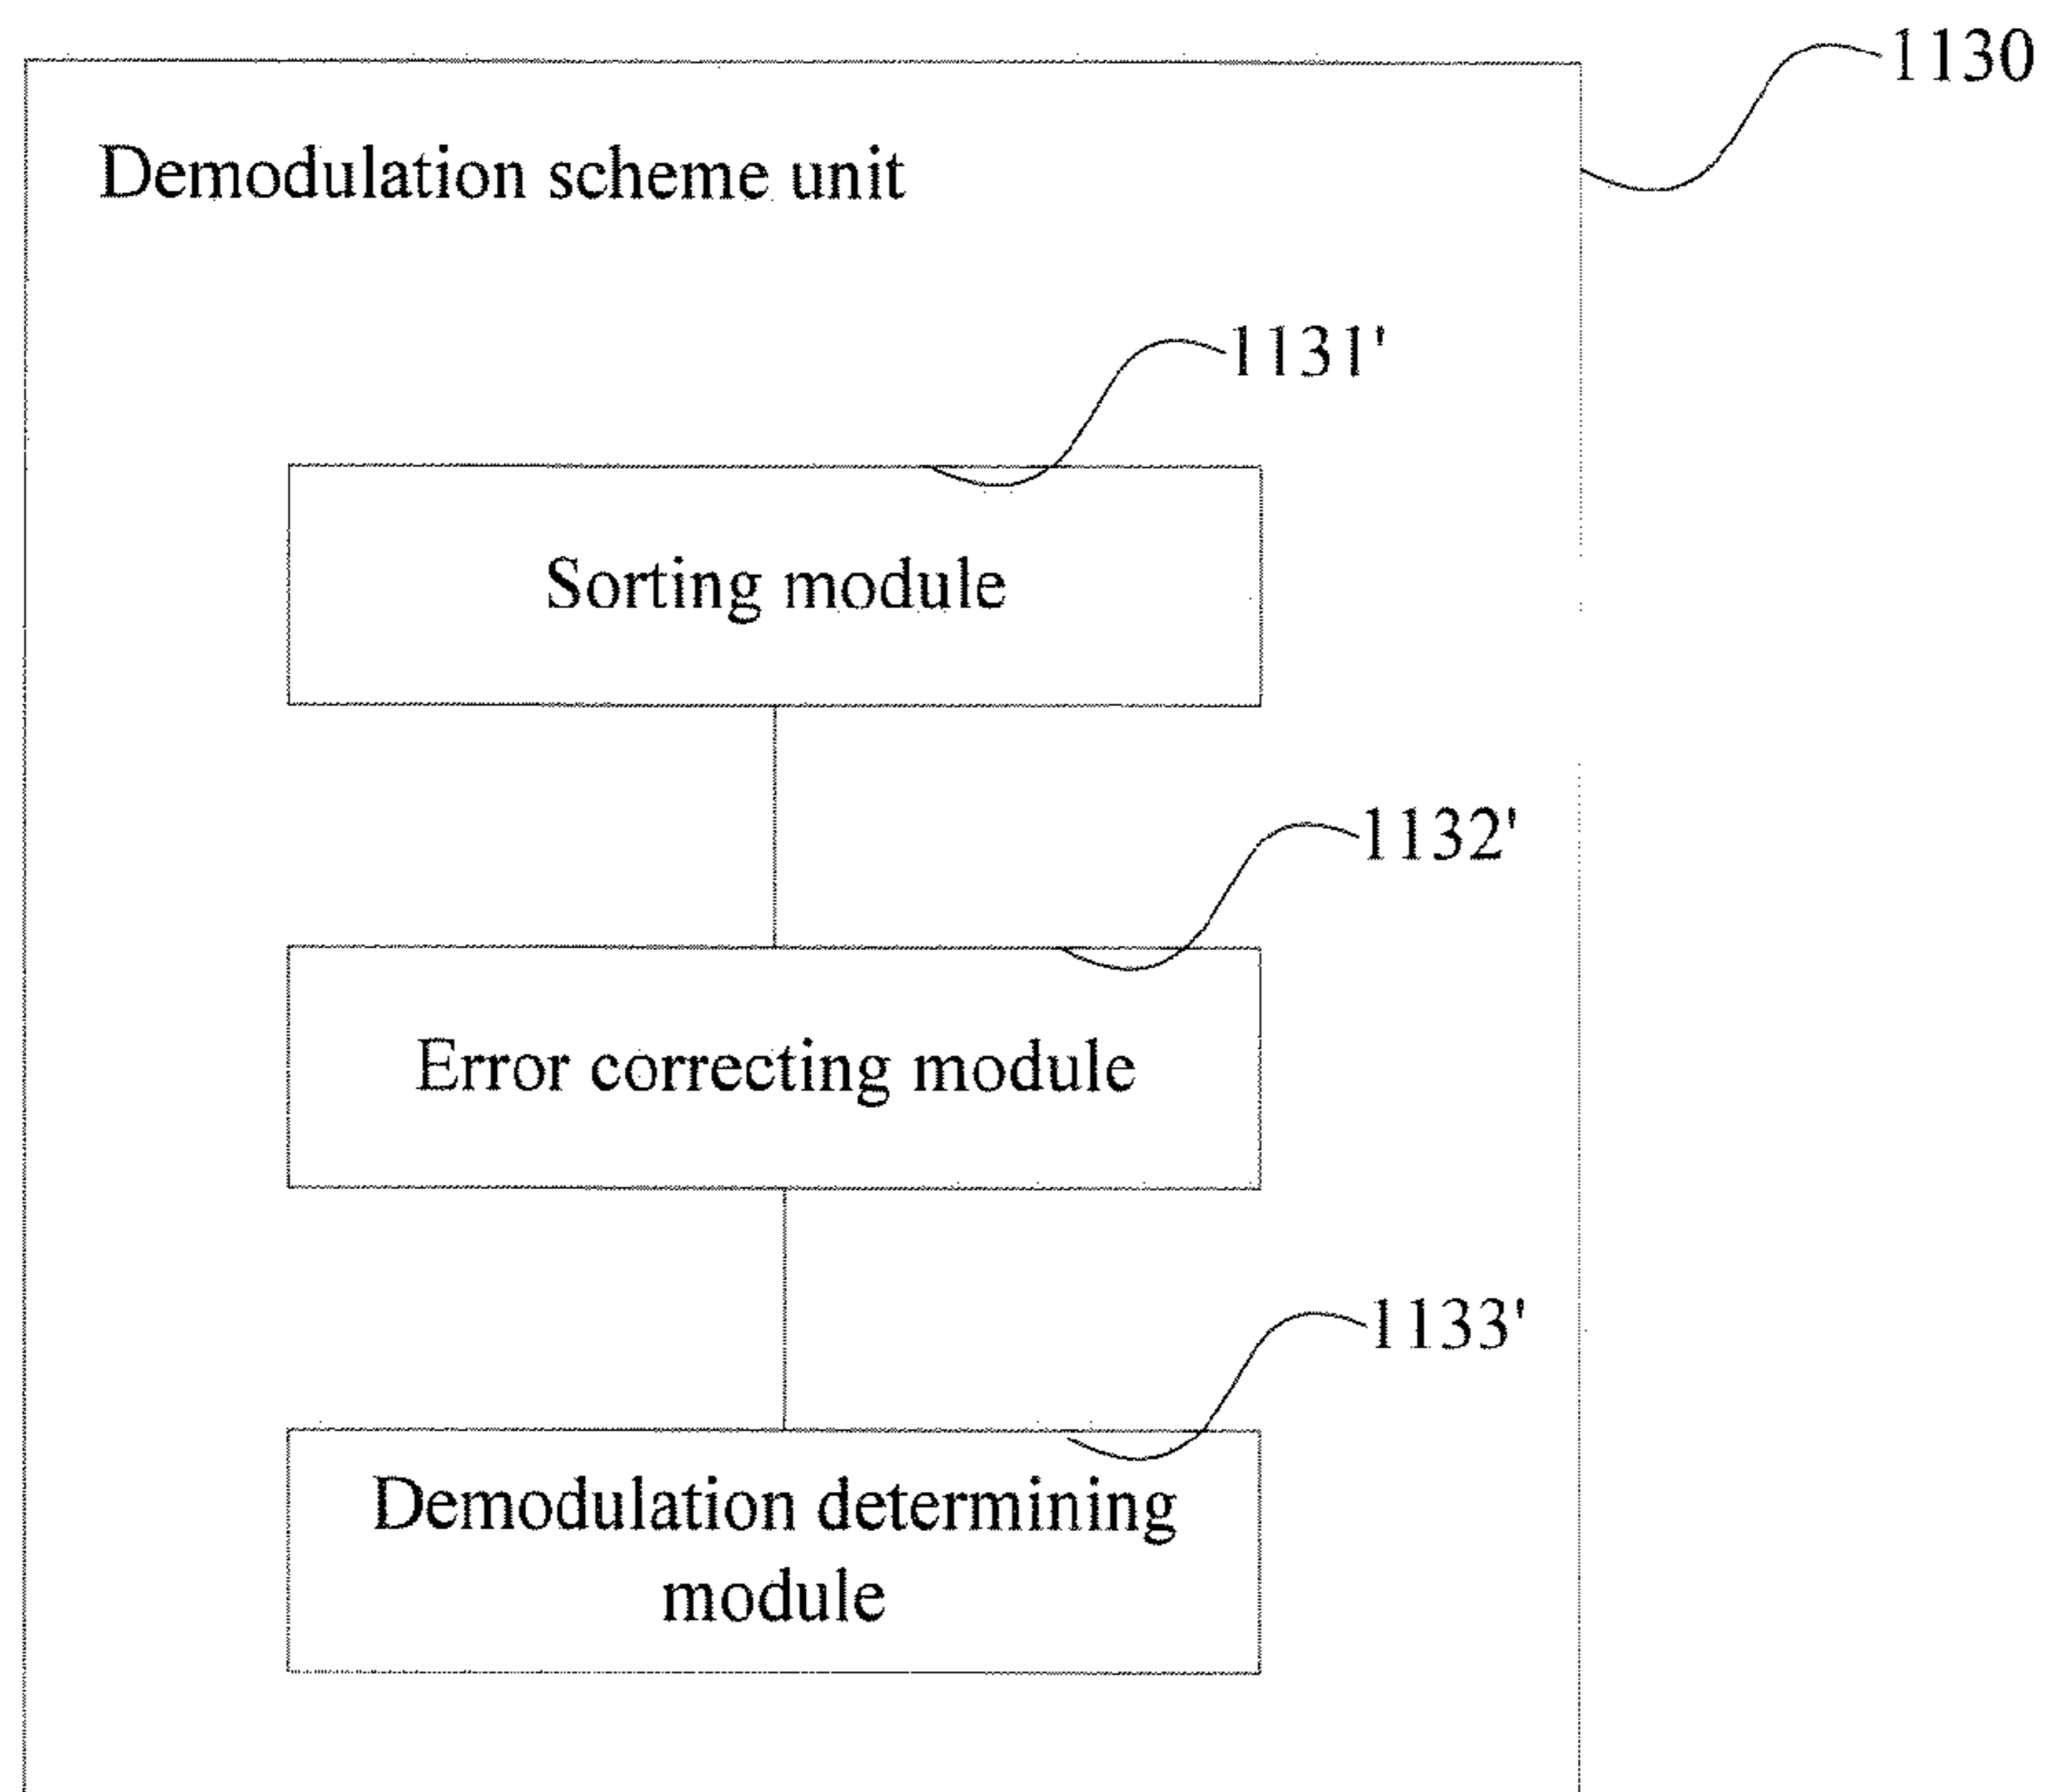 1130
Demodulation scheme unit
1131'
Sorting module
1132'
Error correcting module
1133'
Demodulation determining
module